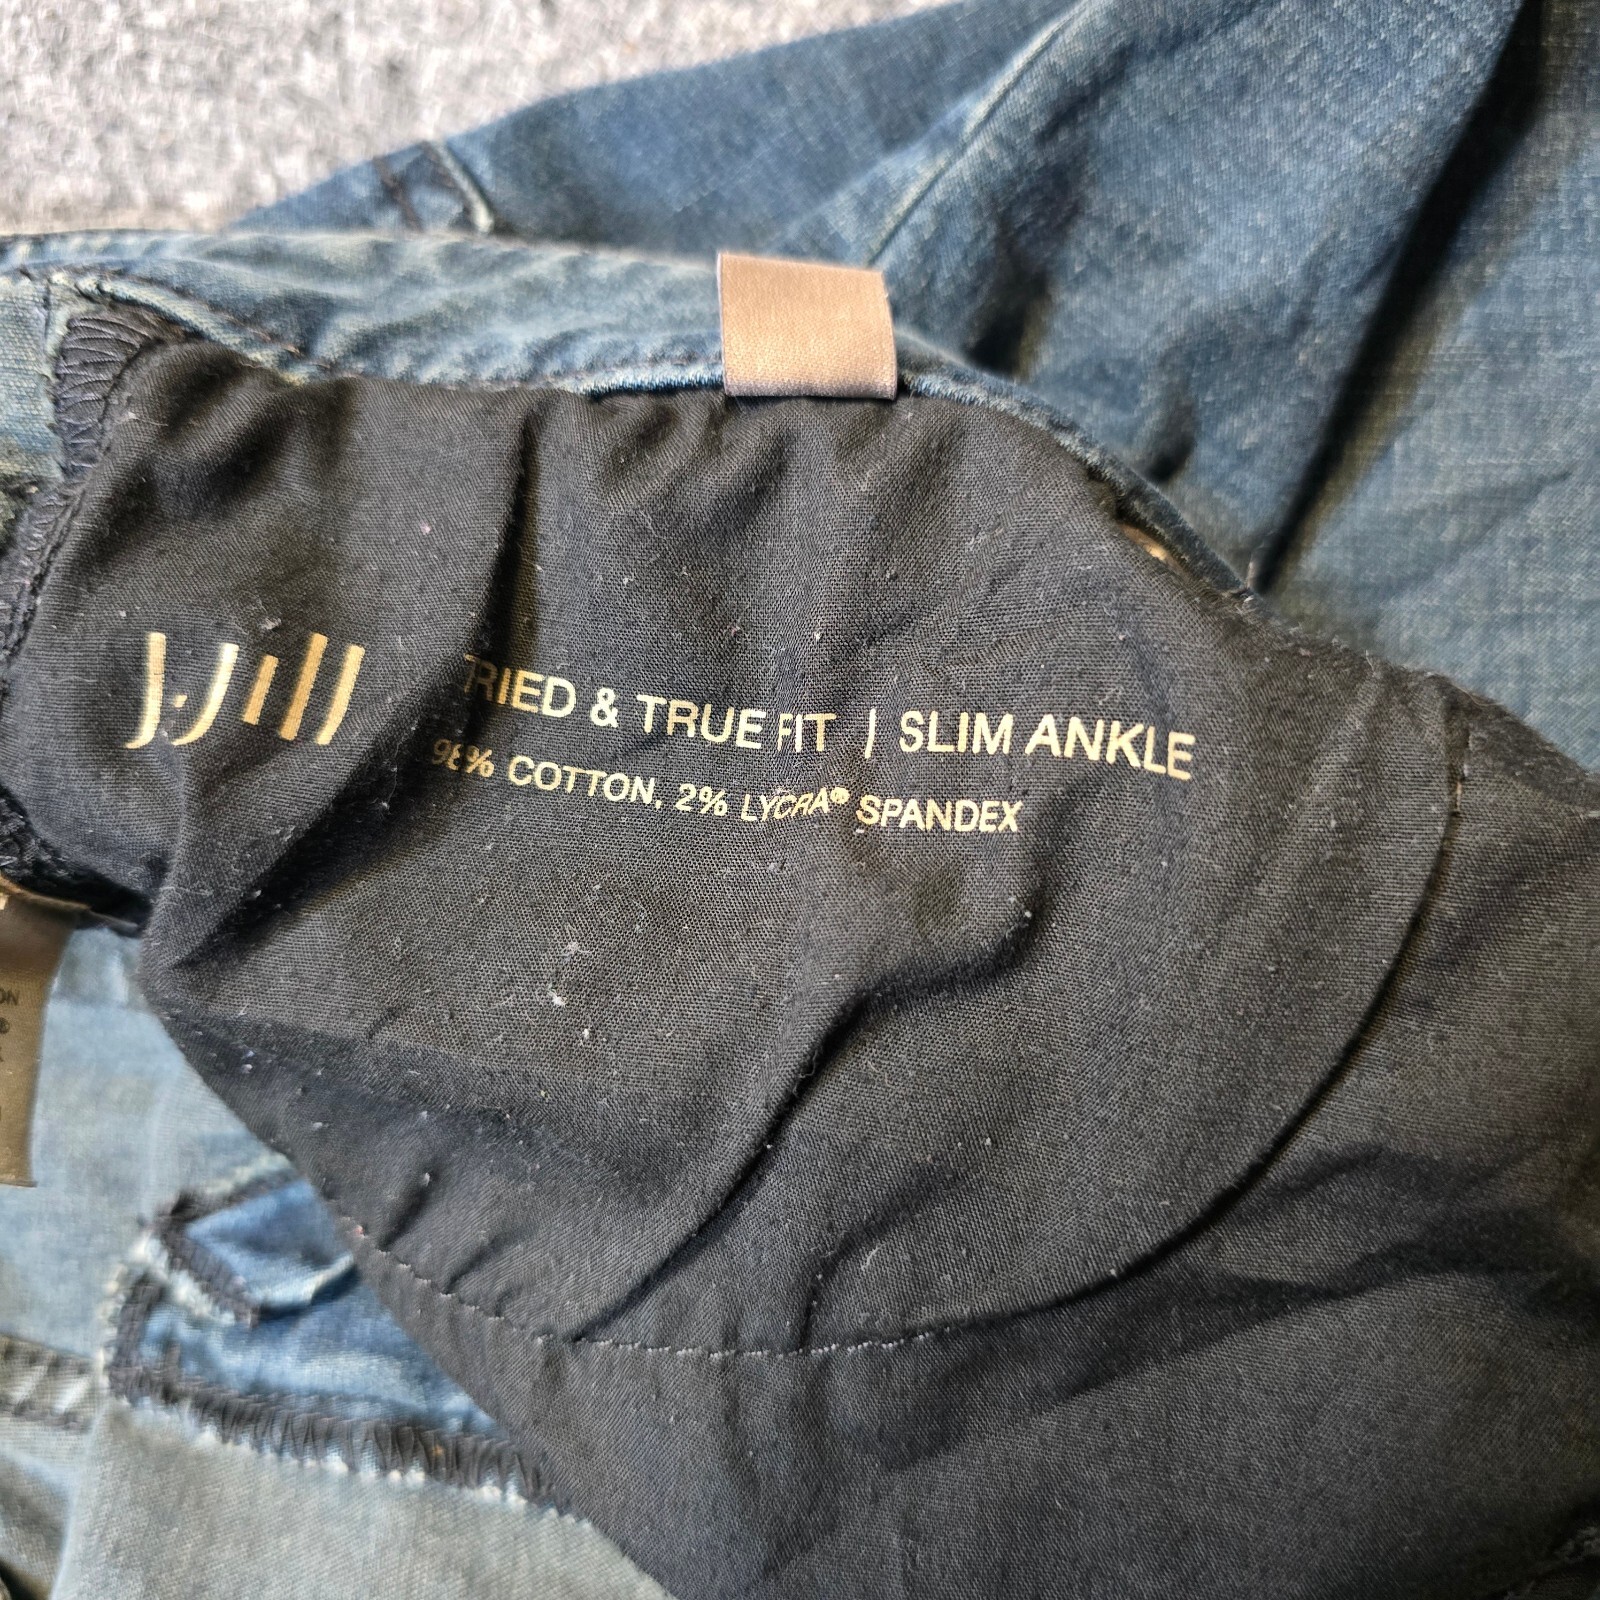 J.Jill
TRIED & TRUE FIT | SLIM ANKLE
98% COTTON, 2% LYCRA® SPANDEX